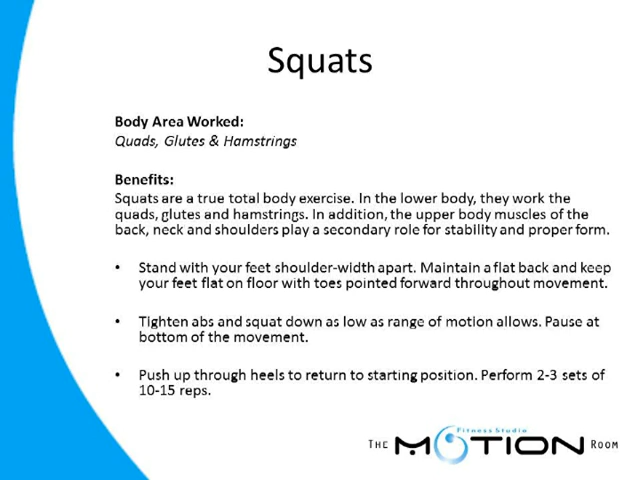 Squats
Body Area Worked:
Quads, Glutes & Hamstrings
Benefits:
Squats are a true total body exercise. In the lower body, they work the
quads, glutes and hamstrings. In addition, the upper body muscles of the
back, neck and shoulders play a secondary role for stability and proper form.
• Stand with your feet shoulder-width apart. Maintain a flat back and keep
your feet flat on floor with toes pointed forward throughout movement.
• Tighten abs and squat down as low as range of motion allows. Pause at
bottom of the movement.
• Push up through heels to return to starting position. Perform 2-3 sets of
10-15 reps.
Fitness Studio
THE MOTION ROOM